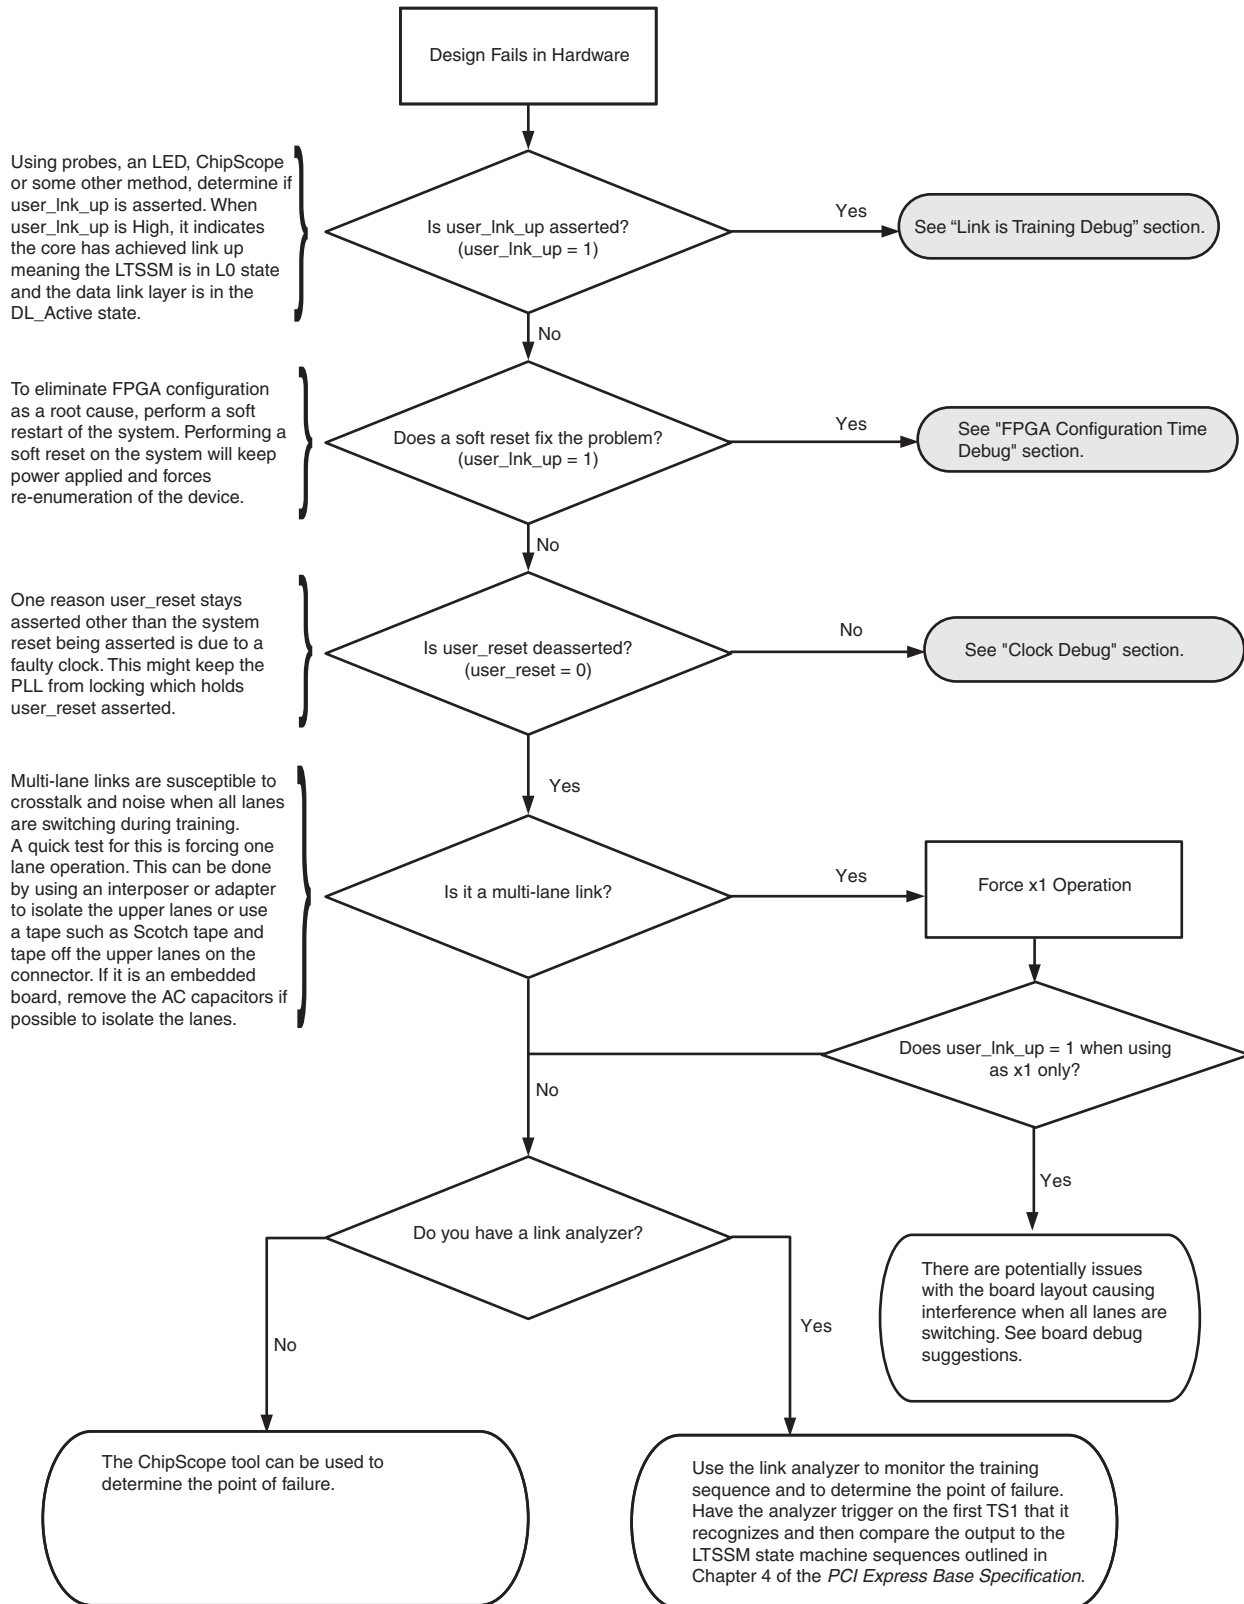 Design Fails in Hardware
Using probes, an LED, ChipScope
or some other method, determine if
user_lnk_up is asserted. When
user_lnk_up is High, it indicates
the core has achieved link up
meaning the LTSSM is in L0 state
and the data link layer is in the
DL_Active state.
Is user_lnk_up asserted?
(user_lnk_up = 1)
Yes
See “Link is Training Debug” section.
No
To eliminate FPGA configuration
as a root cause, perform a soft
restart of the system. Performing a
soft reset on the system will keep
power applied and forces
re-enumeration of the device.
Does a soft reset fix the problem?
(user_lnk_up = 1)
Yes
See "FPGA Configuration Time
Debug" section.
No
One reason user_reset stays
asserted other than the system
reset being asserted is due to a
faulty clock. This might keep the
PLL from locking which holds
user_reset asserted.
Is user_reset deasserted?
(user_reset = 0)
No
See "Clock Debug" section.
Yes
Multi-lane links are susceptible to
crosstalk and noise when all lanes
are switching during training.
A quick test for this is forcing one
lane operation. This can be done
by using an interposer or adapter
to isolate the upper lanes or use
a tape such as Scotch tape and
tape off the upper lanes on the
connector. If it is an embedded
board, remove the AC capacitors if
possible to isolate the lanes.
Is it a multi-lane link?
Yes
Force x1 Operation
Does user_lnk_up = 1 when using
as x1 only?
No
Yes
Do you have a link analyzer?
There are potentially issues
with the board layout causing
interference when all lanes are
switching. See board debug
suggestions.
No
Yes
The ChipScope tool can be used to
determine the point of failure.
Use the link analyzer to monitor the training
sequence and to determine the point of failure.
Have the analyzer trigger on the first TS1 that it
recognizes and then compare the output to the
LTSSM state machine sequences outlined in
Chapter 4 of the PCI Express Base Specification.